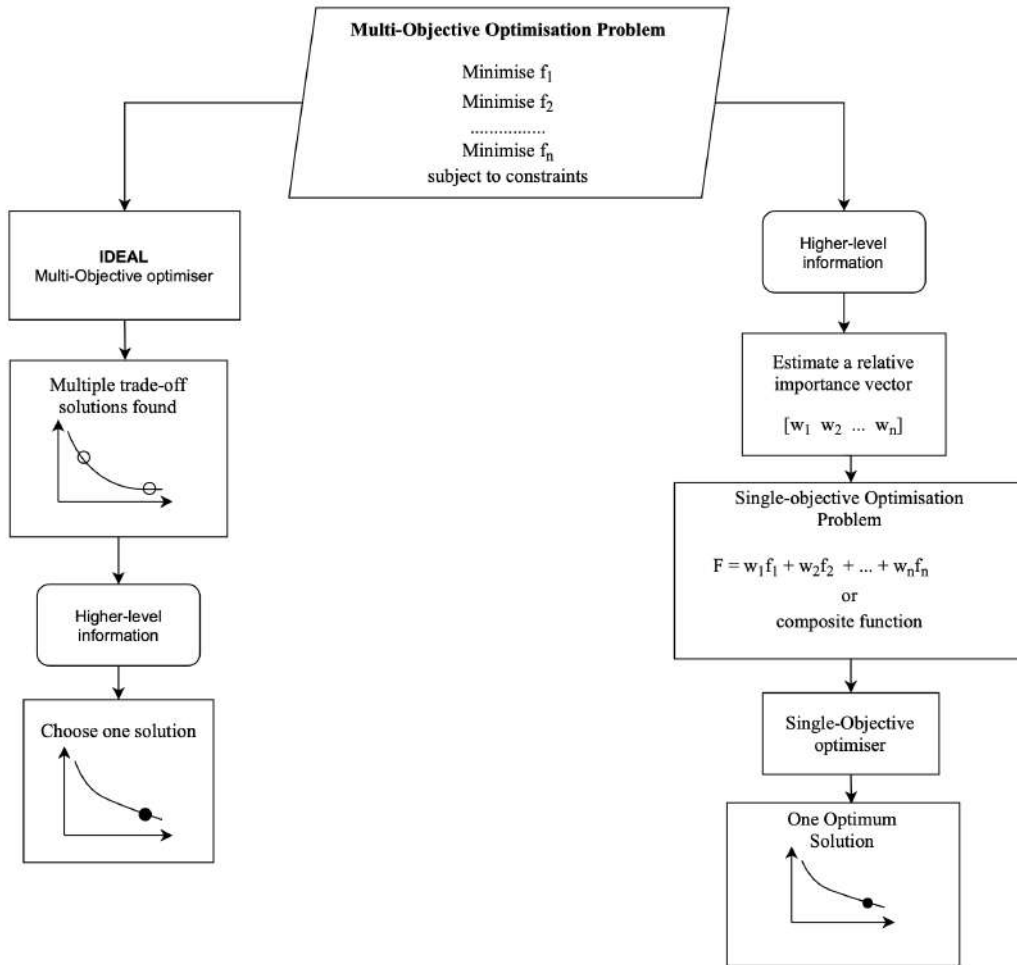 Multi-Objective Optimisation Problem
Minimise f₁
Minimise f₂
................
Minimise fₙ
subject to constraints
IDEAL
Multi-Objective optimiser
Multiple trade-off
solutions found
Higher-level
information
Choose one solution
Higher-level
information
Estimate a relative
importance vector
[w₁ w₂ ... wₙ]
Single-objective Optimisation
Problem
F = w₁f₁ + w₂f₂ + ... + wₙfₙ
or
composite function
Single-Objective
optimiser
One Optimum
Solution